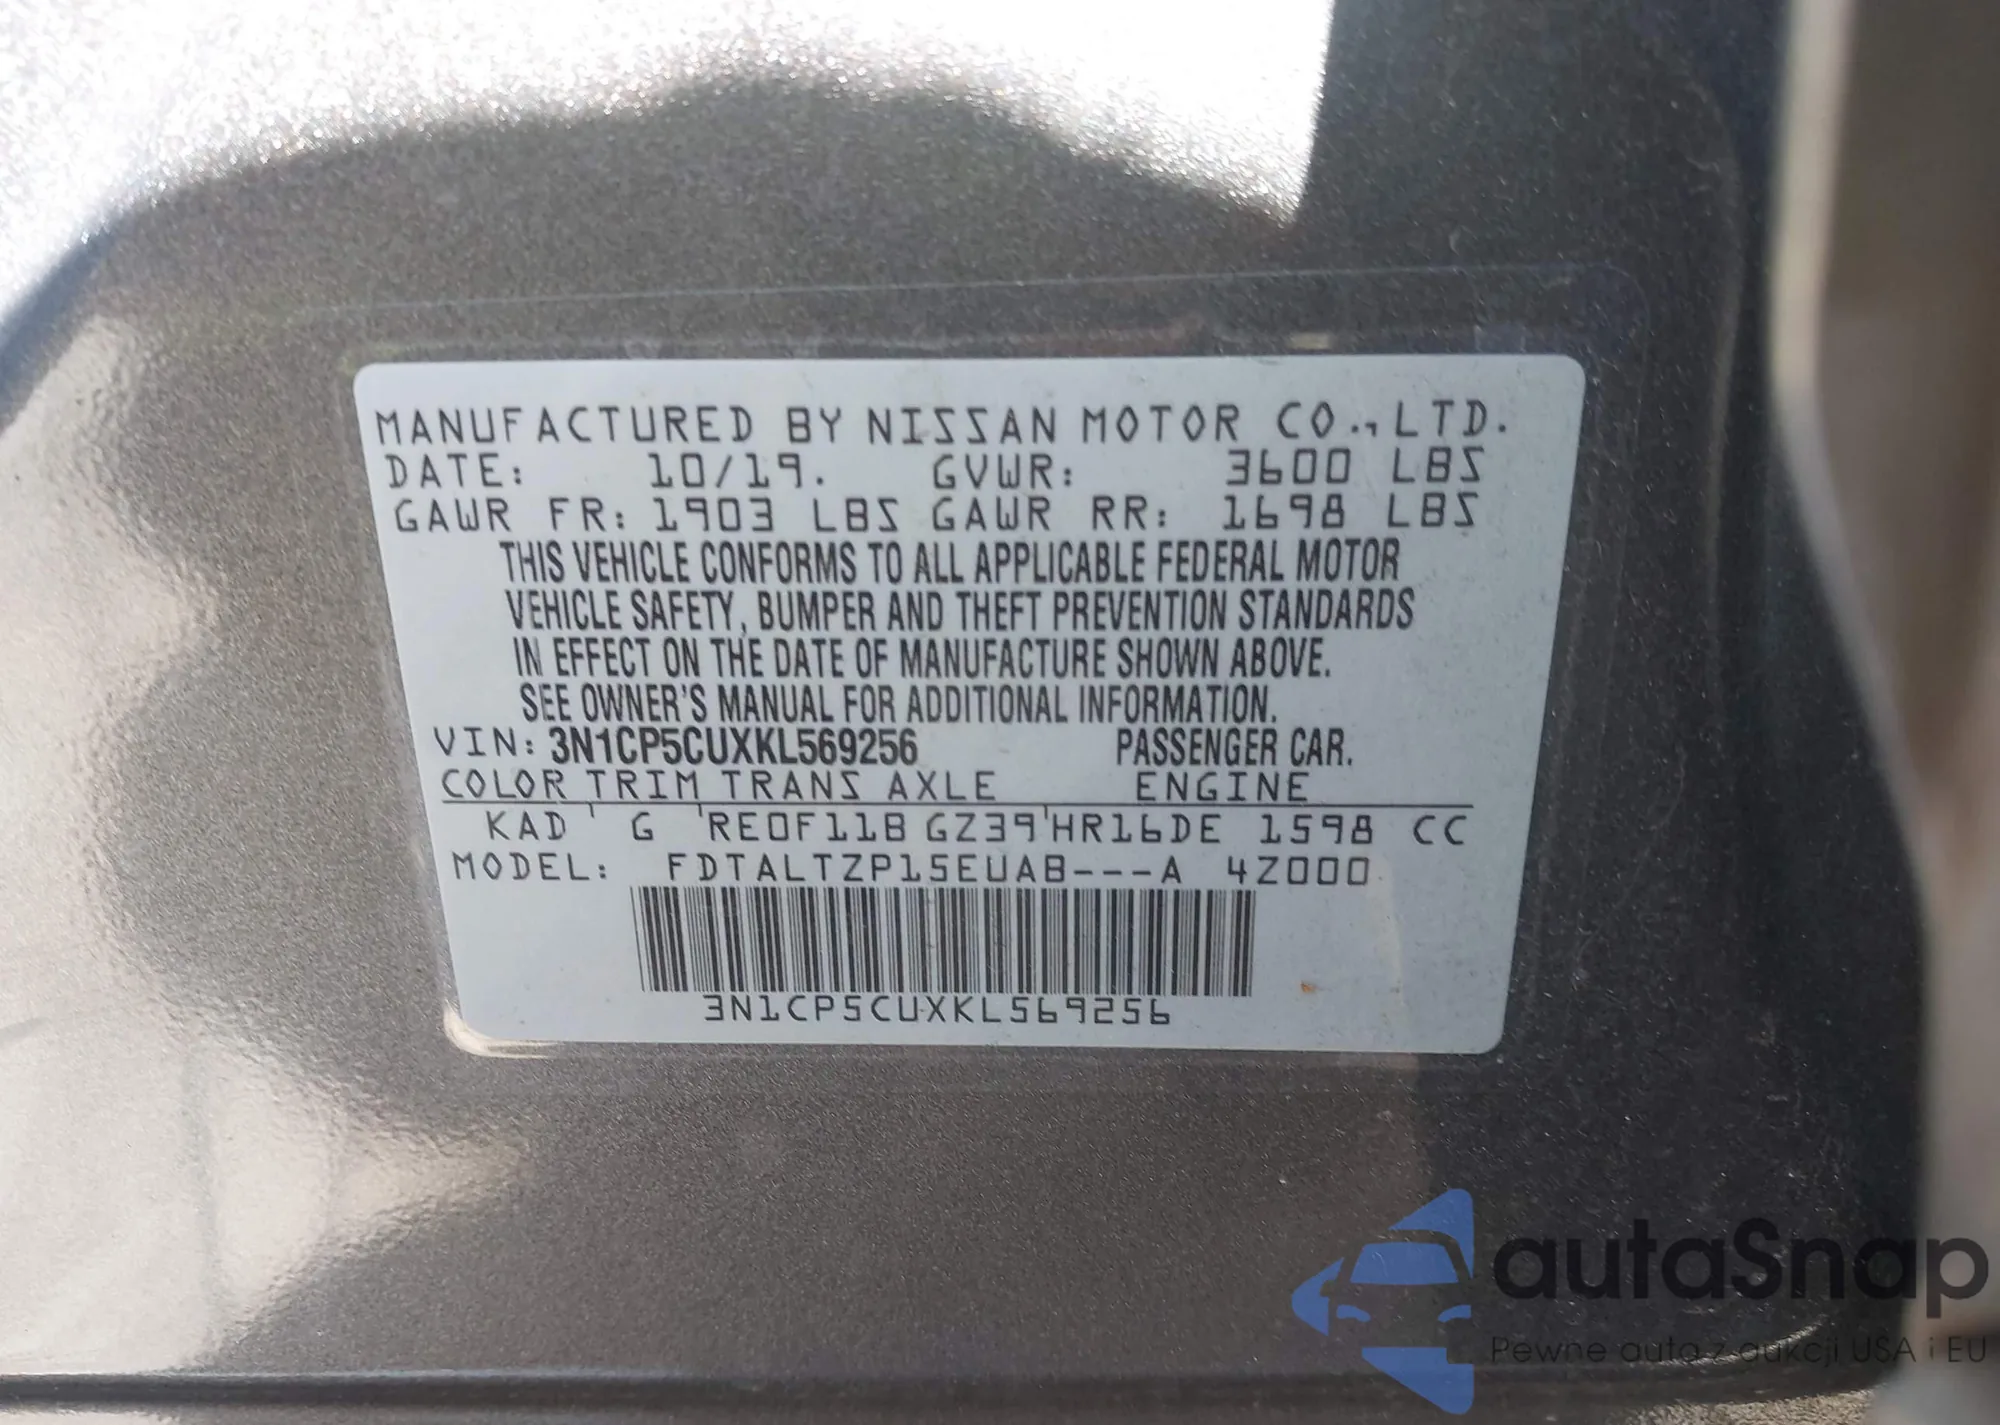 MANUFACTURED BY NISSAN MOTOR CO., LTD.
DATE: 10/19. GVWR: 3600 LBS
GAWR FR: 1903 LBS GAWR RR: 1698 LBS
THIS VEHICLE CONFORMS TO ALL APPLICABLE FEDERAL MOTOR
VEHICLE SAFETY, BUMPER AND THEFT PREVENTION STANDARDS
IN EFFECT ON THE DATE OF MANUFACTURE SHOWN ABOVE.
SEE OWNER'S MANUAL FOR ADDITIONAL INFORMATION.
VIN: 3N1CP5CUXKL569256 PASSENGER CAR.
COLOR TRIM TRANS AXLE ENGINE
KAD G RE0F11B GZ39 HR16DE 1598 CC
MODEL: FDTALTZP15EUAB---A 4Z000
3N1CP5CUXKL569256
autaSnap
Pewne auta z aukcji USA i EU